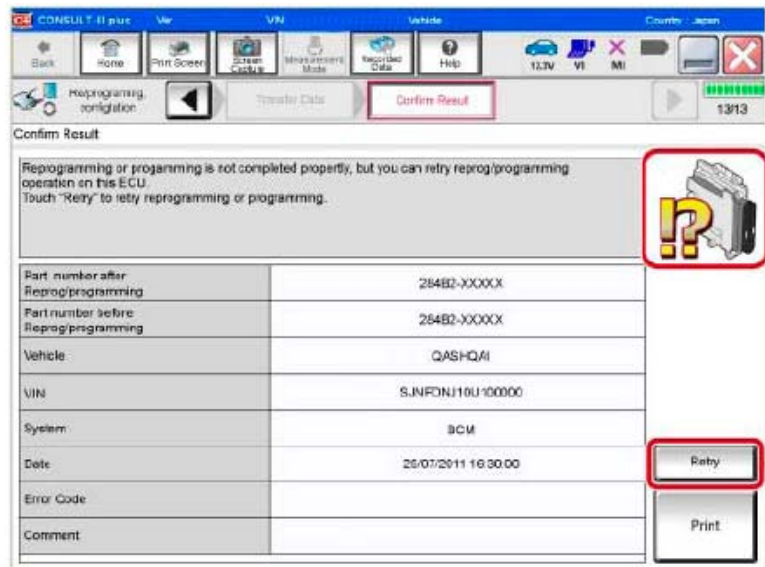 CONSULT-III plus Ver VIN Vehicle Country : Japan
Back Home Print Screen Screen Capture Measurement Mode Recorded Data Help 12.3V VI MI
Reprograming, configlation Transfer Data Confirm Result 13/13
Confirm Result
Reprogramming or progamming is not completed propertly, but you can retry reprog/programming
operation on this ECU.
Touch "Retry" to retry reprogramming or programming.
!?
Part number after
Reprog/programming
284B2-XXXXX
Part number before
Reprog/programming
284B2-XXXXX
Vehicle QASHQAI
VIN SJNFDNJ10U100000
System BCM
Date 26/07/2011 16:30:00
Retry
Error Code
Comment
Print